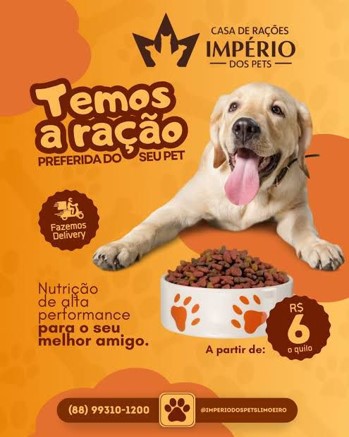 CASA DE RAÇÕES
IMPÉRIO
DOS PETS
Temos
a ração
PREFERIDA DO SEU PET
Fazemos
Delivery
Nutrição
de alta
performance
para o seu
melhor amigo.
A partir de:
R$
6
o quilo
(88) 99310-1200
@IMPERIODOSPETSLIMOEIRO